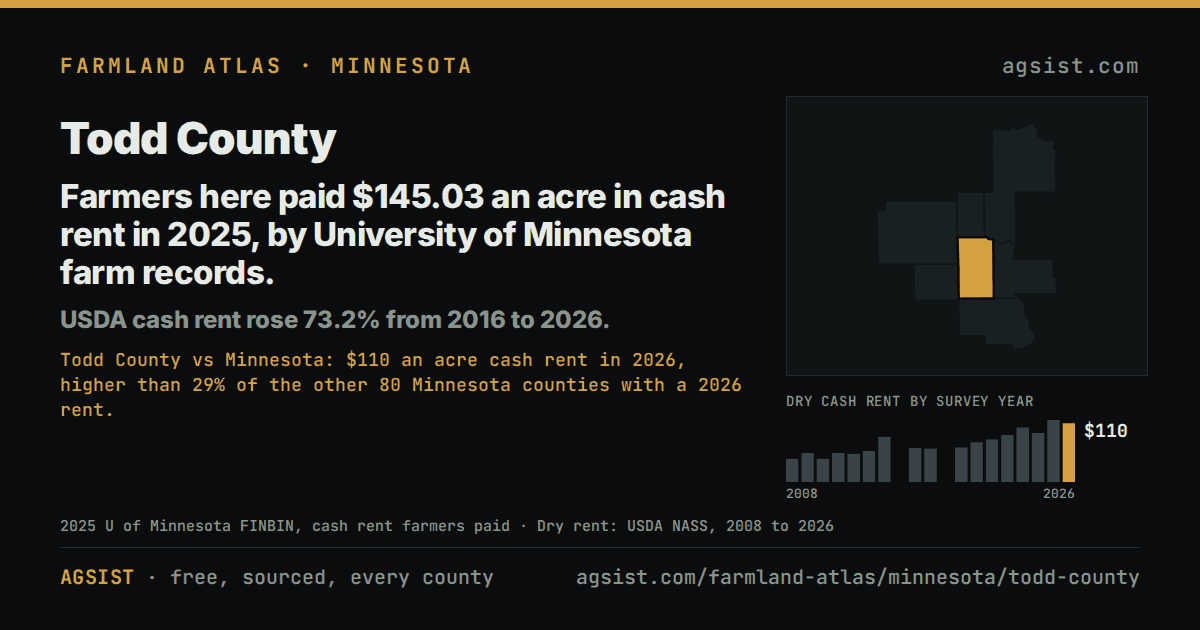 FARMLAND ATLAS · MINNESOTA
agsist.com
Todd County
Farmers here paid $145.03 an acre in cash
rent in 2025, by University of Minnesota
farm records.
USDA cash rent rose 73.2% from 2016 to 2026.
Todd County vs Minnesota: $110 an acre cash rent in 2026,
higher than 29% of the other 80 Minnesota counties with a 2026
rent.
DRY CASH RENT BY SURVEY YEAR
$110
2008 2026
2025 U of Minnesota FINBIN, cash rent farmers paid · Dry rent: USDA NASS, 2008 to 2026
AGSIST · free, sourced, every county
agsist.com/farmland-atlas/minnesota/todd-county